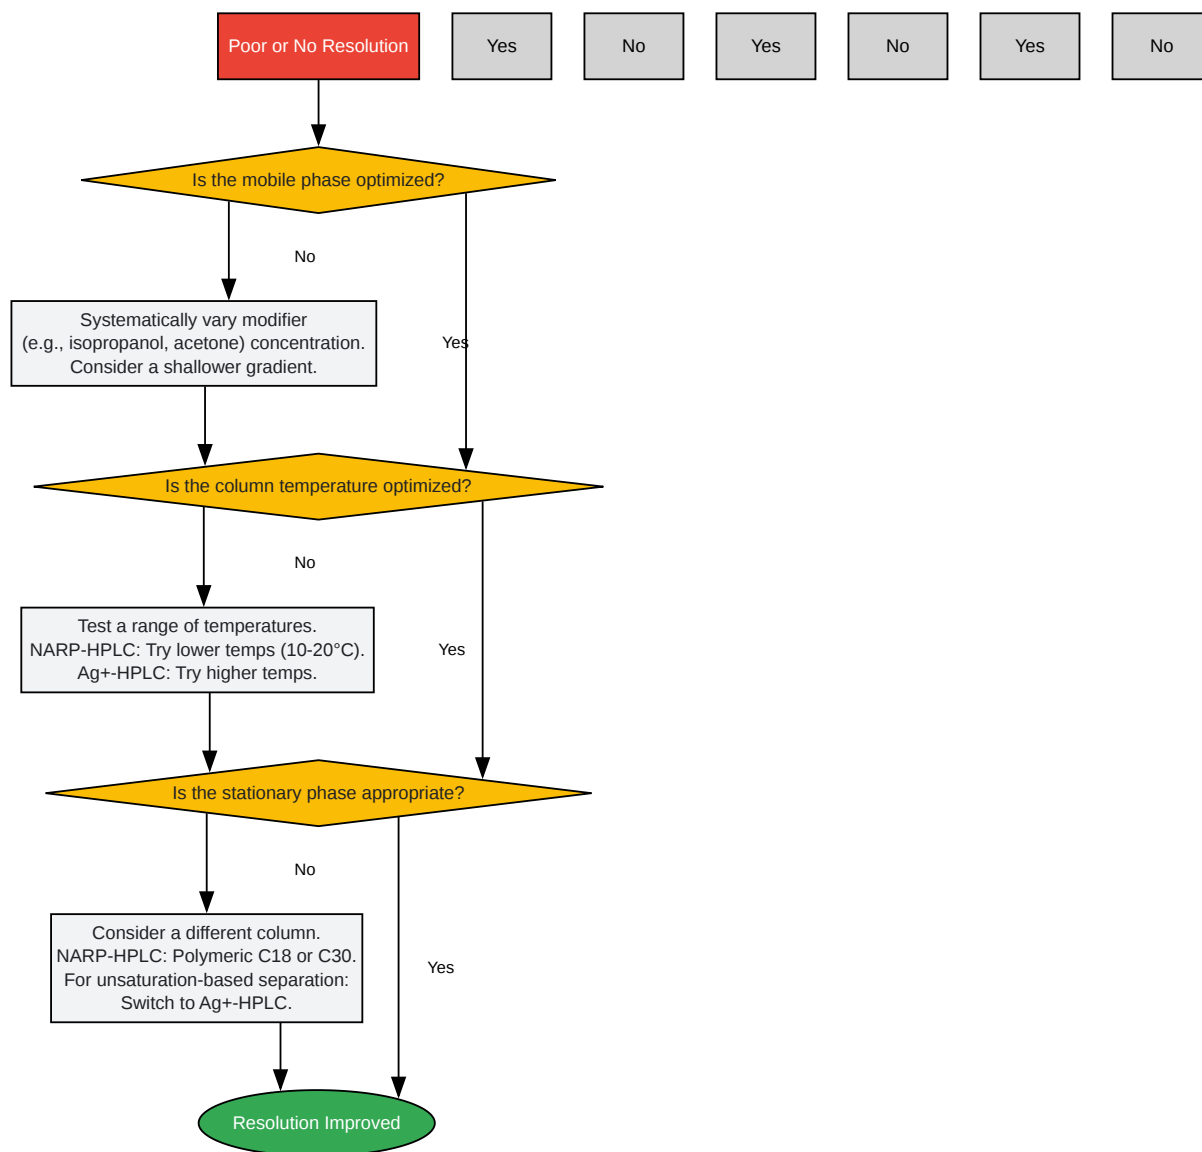 Poor or No Resolution
Yes
No
Yes
No
Yes
No
Is the mobile phase optimized?
No
Systematically vary modifier
(e.g., isopropanol, acetone) concentration.
Consider a shallower gradient.
Yes
Is the column temperature optimized?
No
Test a range of temperatures.
NARP-HPLC: Try lower temps (10-20°C).
Ag+-HPLC: Try higher temps.
Yes
Is the stationary phase appropriate?
No
Consider a different column.
NARP-HPLC: Polymeric C18 or C30.
For unsaturation-based separation:
Switch to Ag+-HPLC.
Yes
Resolution Improved